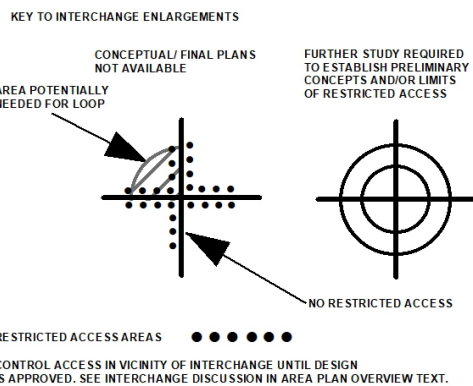 KEY TO INTERCHANGE ENLARGEMENTS
CONCEPTUAL/ FINAL PLANS
NOT AVAILABLE
FURTHER STUDY REQUIRED
TO ESTABLISH PRELIMINARY
CONCEPTS AND/OR LIMITS
OF RESTRICTED ACCESS
AREA POTENTIALLY
NEEDED FOR LOOP
NO RESTRICTED ACCESS
RESTRICTED ACCESS AREAS
CONTROL ACCESS IN VICINITY OF INTERCHANGE UNTIL DESIGN
IS APPROVED. SEE INTERCHANGE DISCUSSION IN AREA PLAN OVERVIEW TEXT.